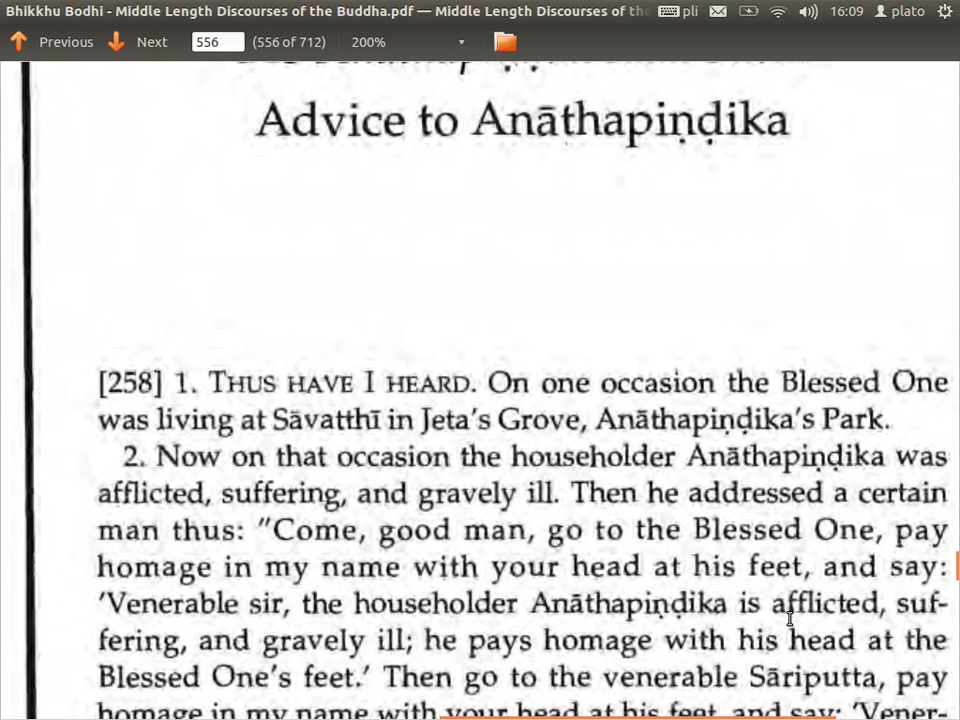 Bhikkhu Bodhi - Middle Length Discourses of the Buddha.pdf — Middle Length Discourses of the pli 16:09 plato
Previous Next 556 (556 of 712) 200%
Advice to Anāthapiṇḍika
[258] 1. THUS HAVE I HEARD. On one occasion the Blessed One
was living at Sāvatthī in Jeta's Grove, Anāthapiṇḍika's Park.
2. Now on that occasion the householder Anāthapiṇḍika was
afflicted, suffering, and gravely ill. Then he addressed a certain
man thus: "Come, good man, go to the Blessed One, pay
homage in my name with your head at his feet, and say:
'Venerable sir, the householder Anāthapiṇḍika is afflicted, suf-
fering, and gravely ill; he pays homage with his head at the
Blessed One's feet.' Then go to the venerable Sāriputta, pay
homage in my name with your head at his feet, and say: 'Vener-